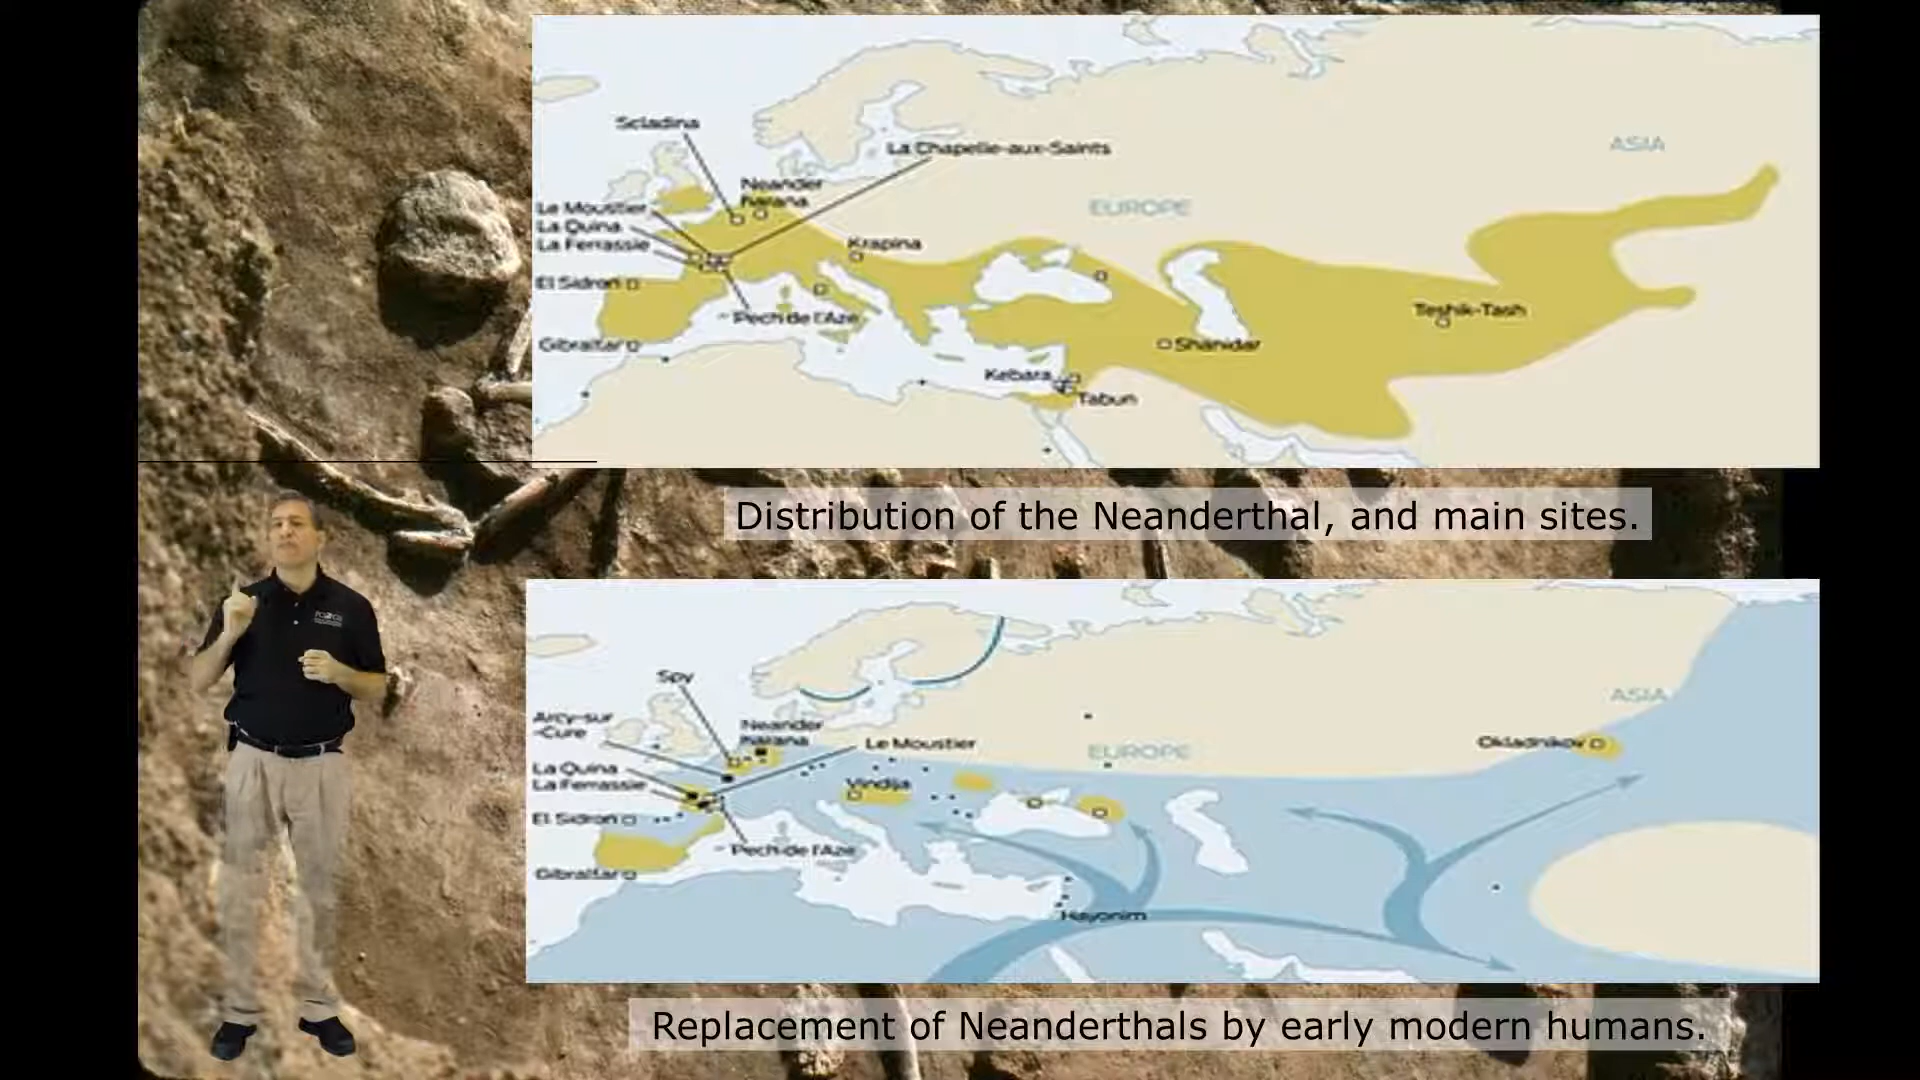 Scladina
La Chapelle-aux-Saints
ASIA
Neander
Le Moustier
La Quina
La Ferrassie
EUROPE
Krapina
El Sidron
Pech de l'Aze
Teshik-Tash
Gibraltar
Shanidar
Kebara
Tabun
Distribution of the Neanderthal, and main sites.
Spy
ASIA
Arcy-sur
-Cure
Neander
Le Moustier
EUROPE
Okladnikov
La Quina
La Ferrassie
Vindija
El Sidron
Pech de l'Aze
Gibraltar
Hayonim
Replacement of Neanderthals by early modern humans.